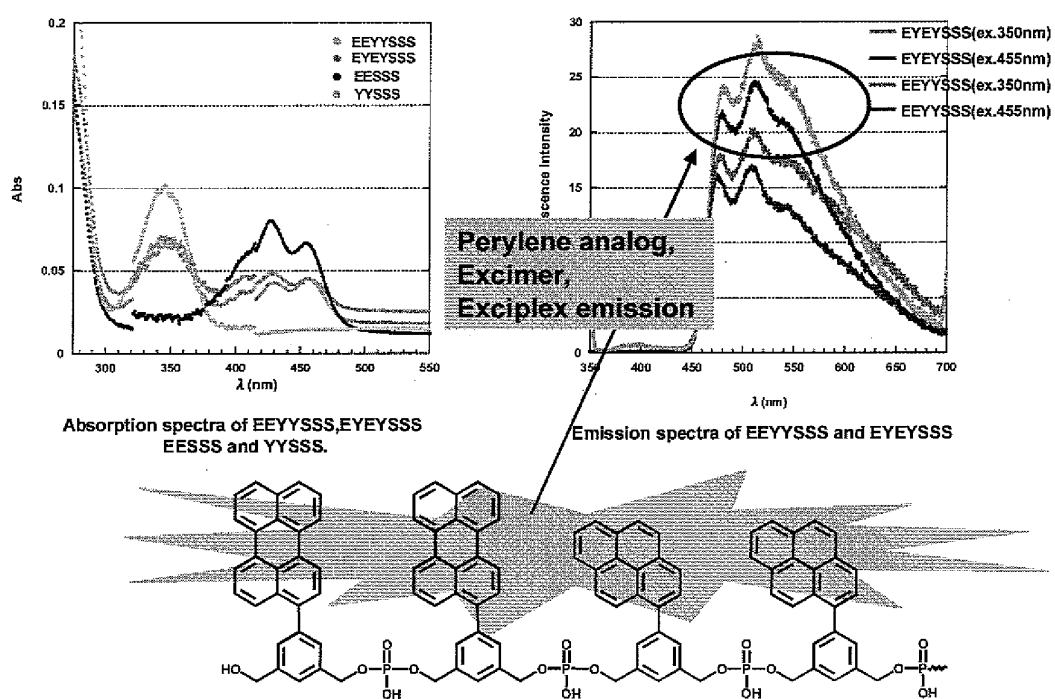 0.2
0.15
0.1
0.05
0
Abs
EEYYSSS
EYEYSSS
EESSS
YYSSS
300 350 400 450 500 550
λ (nm)
Absorption spectra of EEYYSSS,EYEYSSS
EESSS and YYSSS.
30
25
20
15
0
escence Intensity
EYEYSSS(ex.350nm)
EYEYSSS(ex.455nm)
EEYYSSS(ex.350nm)
EEYYSSS(ex.455nm)
400 450 500 550 600 650 700
λ (nm)
Emission spectra of EEYYSSS and EYEYSSS
Perylene analog,
Excimer,
Exciplex emission
HO
O
O-P-O
OH
O
O-P-O
OH
O
O-P-O
OH
O
O-P
OH